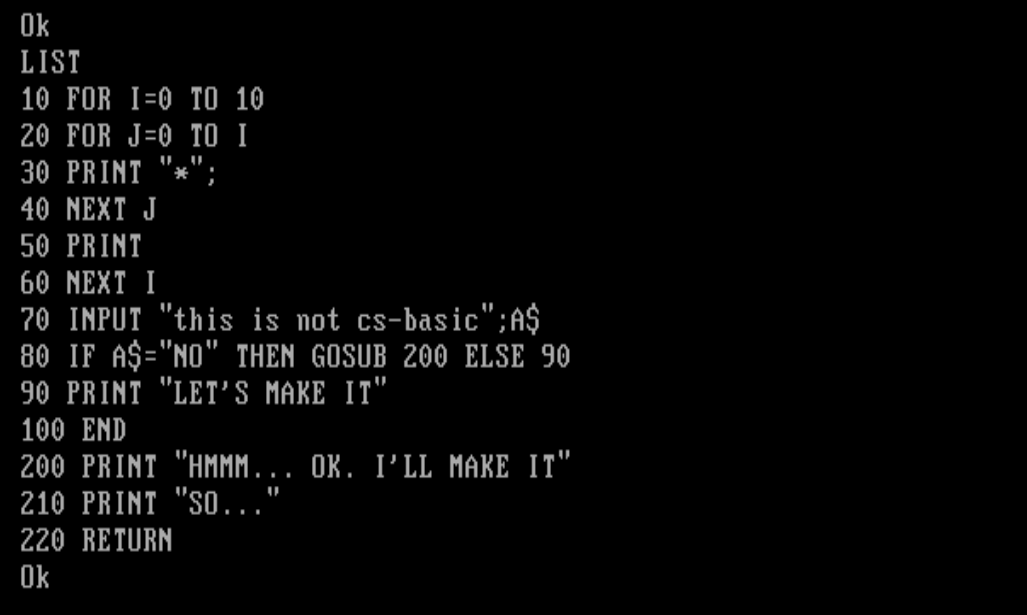 Ok
LIST
10 FOR I=0 TO 10
20 FOR J=0 TO I
30 PRINT "*";
40 NEXT J
50 PRINT
60 NEXT I
70 INPUT "this is not cs-basic";A$
80 IF A$="NO" THEN GOSUB 200 ELSE 90
90 PRINT "LET'S MAKE IT"
100 END
200 PRINT "HMMM... OK. I'LL MAKE IT"
210 PRINT "SO..."
220 RETURN
Ok